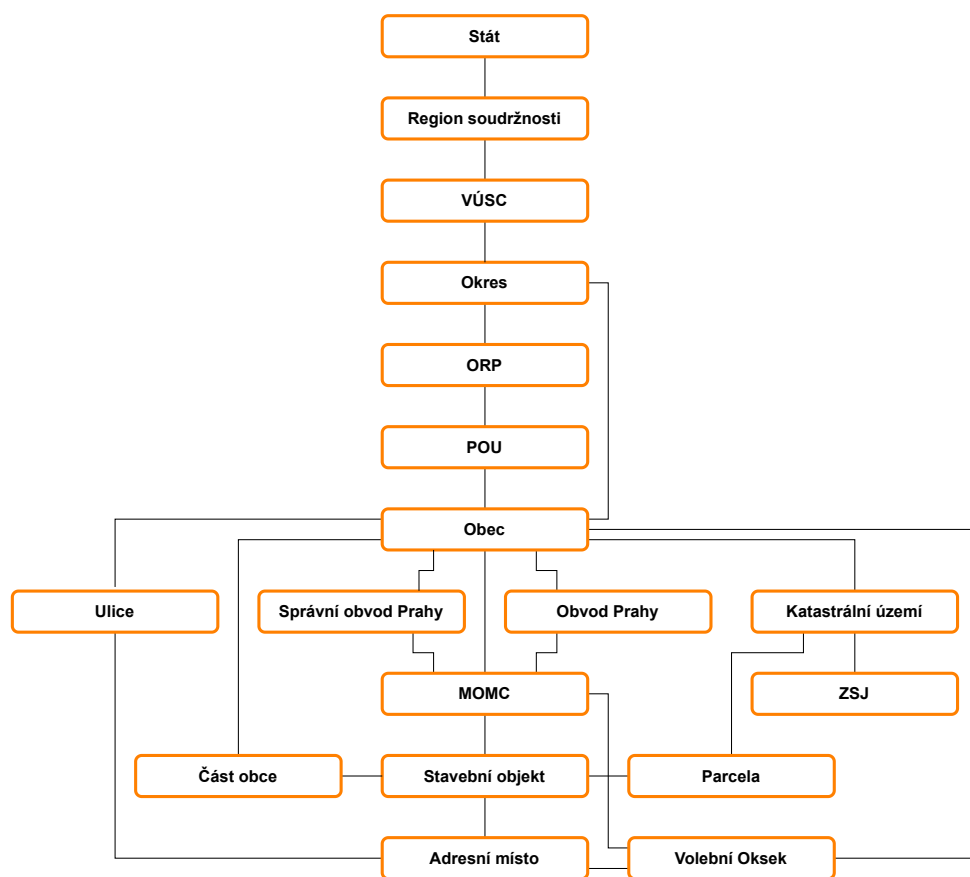 Stát
Region soudržnosti
VÚSC
Okres
ORP
POU
Obec
Ulice
Správní obvod Prahy
Obvod Prahy
Katastrální území
MOMC
ZSJ
Část obce
Stavební objekt
Parcela
Adresní místo
Volební Oksek